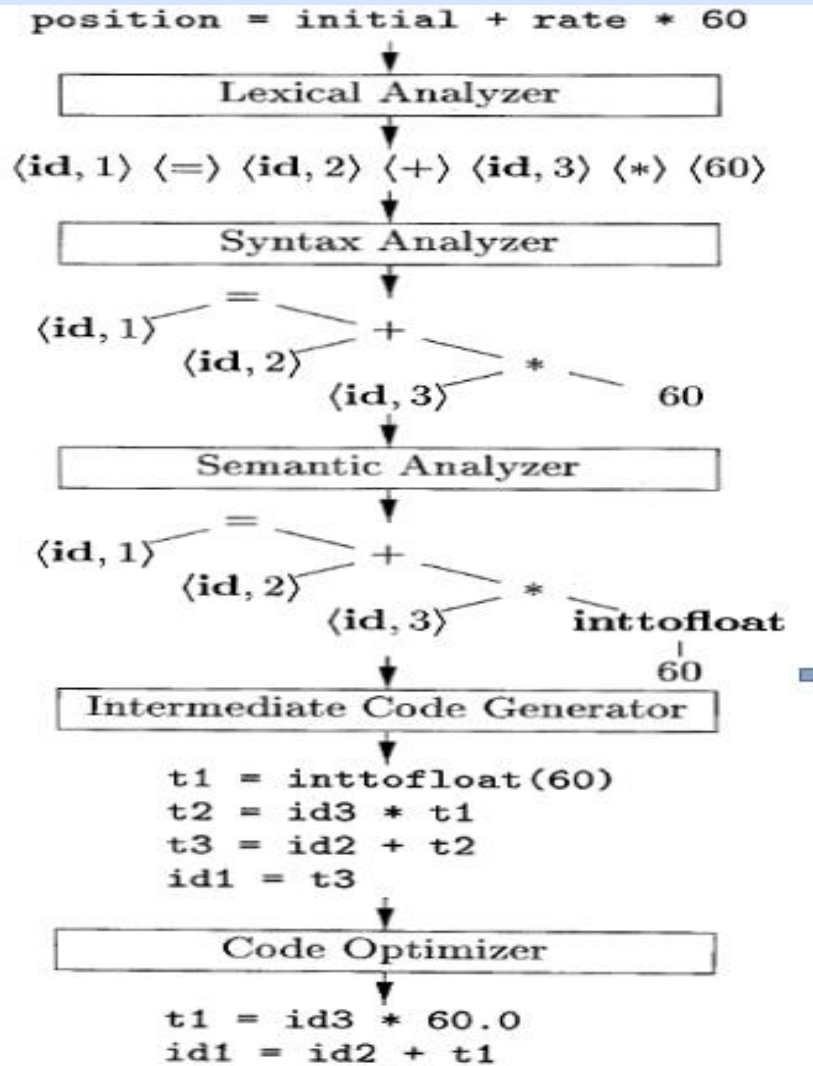 position = initial + rate * 60
Lexical Analyzer
⟨id, 1⟩ ⟨=⟩ ⟨id, 2⟩ ⟨+⟩ ⟨id, 3⟩ ⟨*⟩ ⟨60⟩
Syntax Analyzer
=
⟨id, 1⟩ +
⟨id, 2⟩ *
⟨id, 3⟩ 60
Semantic Analyzer
=
⟨id, 1⟩ +
⟨id, 2⟩ *
⟨id, 3⟩ inttofloat
60
Intermediate Code Generator
t1 = inttofloat(60)
t2 = id3 * t1
t3 = id2 + t2
id1 = t3
Code Optimizer
t1 = id3 * 60.0
id1 = id2 + t1